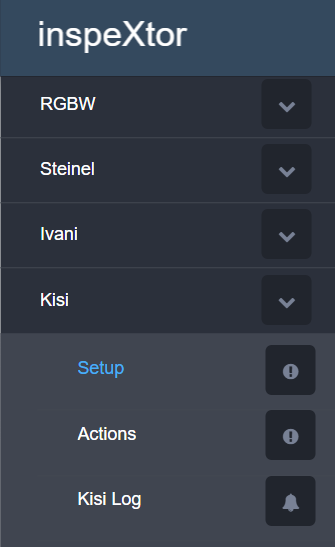 inspeXtor
RGBW
Steinel
Ivani
Kisi
Setup
Actions
Kisi Log